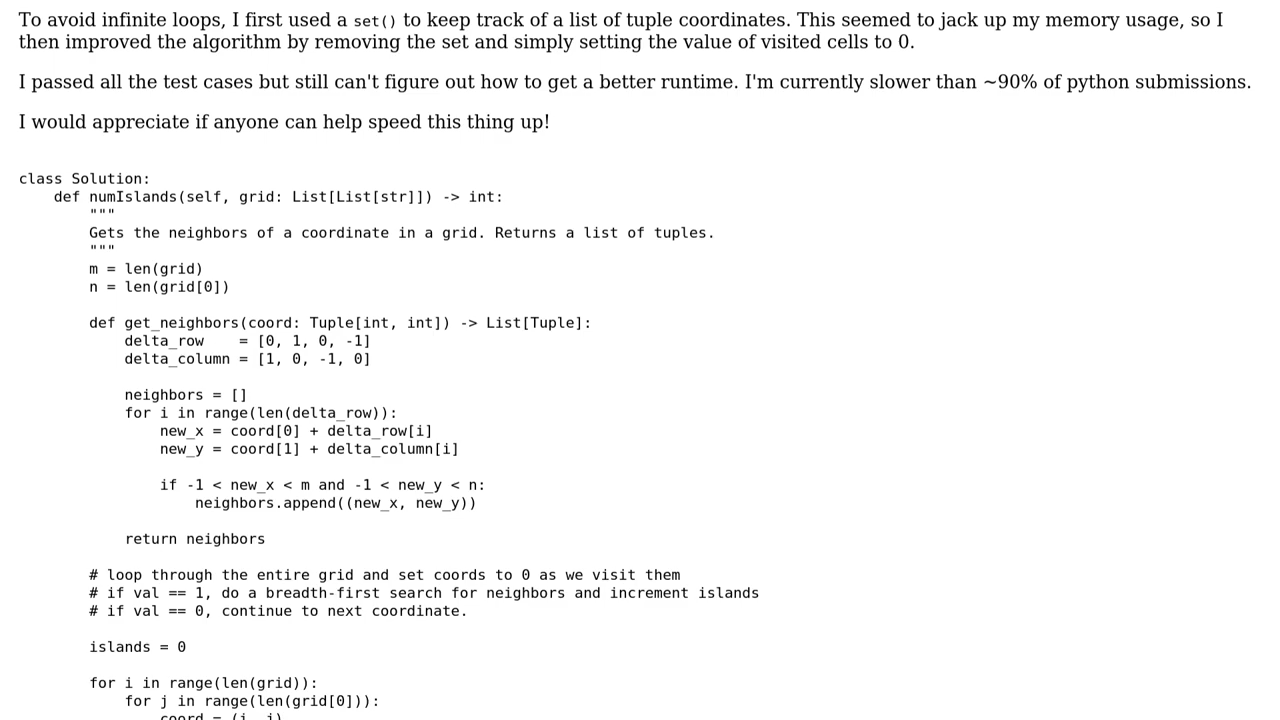 To avoid infinite loops, I first used a set() to keep track of a list of tuple coordinates. This seemed to jack up my memory usage, so I
then improved the algorithm by removing the set and simply setting the value of visited cells to 0.
I passed all the test cases but still can't figure out how to get a better runtime. I'm currently slower than ~90% of python submissions.
I would appreciate if anyone can help speed this thing up!
class Solution:
    def numIslands(self, grid: List[List[str]]) -> int:
        """
        Gets the neighbors of a coordinate in a grid. Returns a list of tuples.
        """
        m = len(grid)
        n = len(grid[0])
        def get_neighbors(coord: Tuple[int, int]) -> List[Tuple]:
            delta_row    = [0, 1, 0, -1]
            delta_column = [1, 0, -1, 0]
            neighbors = []
            for i in range(len(delta_row)):
                new_x = coord[0] + delta_row[i]
                new_y = coord[1] + delta_column[i]
                if -1 < new_x < m and -1 < new_y < n:
                    neighbors.append((new_x, new_y))
            return neighbors
        # loop through the entire grid and set coords to 0 as we visit them
        # if val == 1, do a breadth-first search for neighbors and increment islands
        # if val == 0, continue to next coordinate.
        islands = 0
        for i in range(len(grid)):
            for j in range(len(grid[0])):
                coord = (i, j)